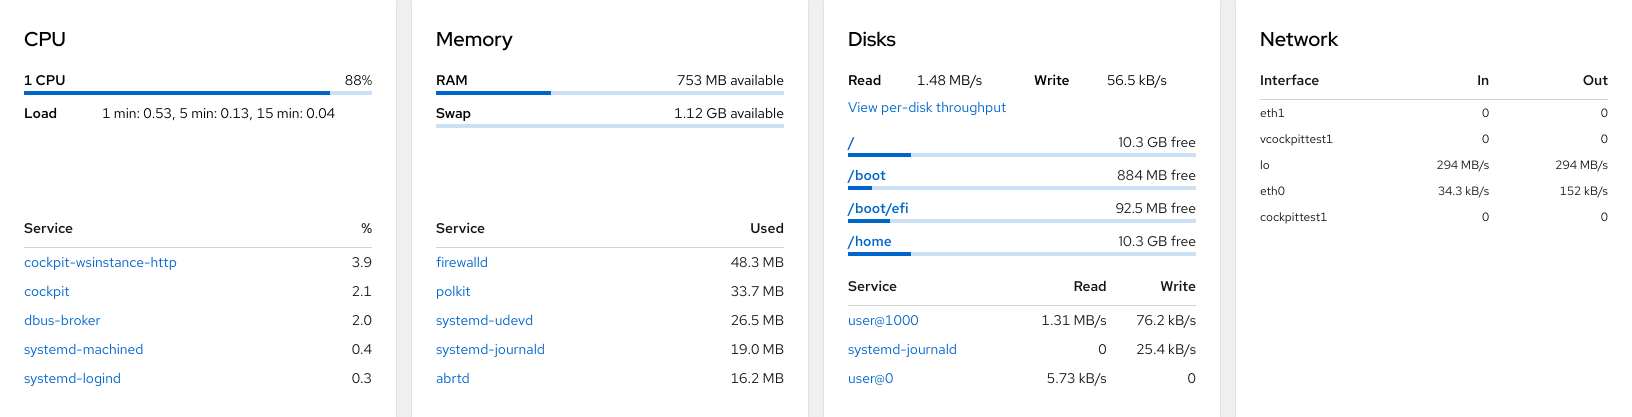 CPU
1 CPU 88%
Load 1 min: 0.53, 5 min: 0.13, 15 min: 0.04
Service %
cockpit-wsinstance-http 3.9
cockpit 2.1
dbus-broker 2.0
systemd-machined 0.4
systemd-logind 0.3
Memory
RAM 753 MB available
Swap 1.12 GB available
Service Used
firewalld 48.3 MB
polkit 33.7 MB
systemd-udevd 26.5 MB
systemd-journald 19.0 MB
abrtd 16.2 MB
Disks
Read 1.48 MB/s Write 56.5 kB/s
View per-disk throughput
/ 10.3 GB free
/boot 884 MB free
/boot/efi 92.5 MB free
/home 10.3 GB free
Service Read Write
user@1000 1.31 MB/s 76.2 kB/s
systemd-journald 0 25.4 kB/s
user@0 5.73 kB/s 0
Network
Interface In Out
eth1 0 0
vcockpittest1 0 0
lo 294 MB/s 294 MB/s
eth0 34.3 kB/s 152 kB/s
cockpittest1 0 0